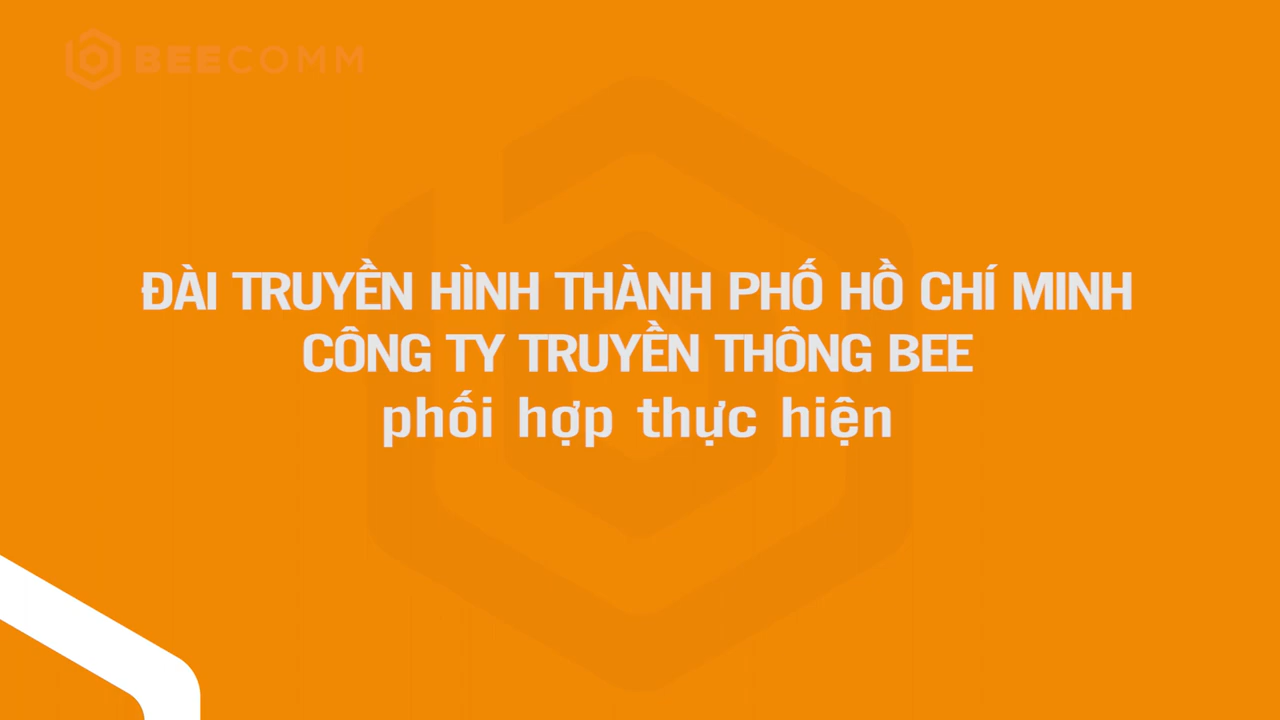 BEECOMM
ĐÀI TRUYỀN HÌNH THÀNH PHỐ HỒ CHÍ MINH
CÔNG TY TRUYỀN THÔNG BEE
phối hợp thực hiện